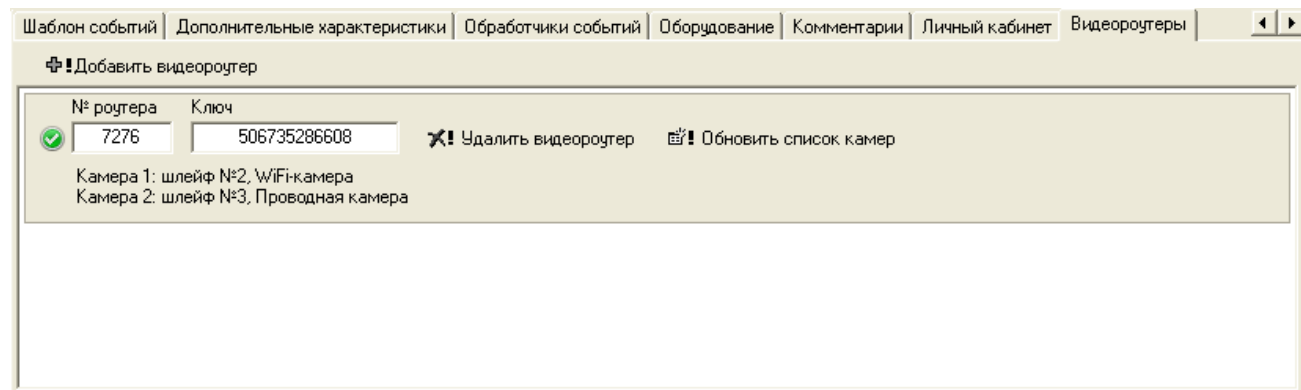 Шаблон событий Дополнительные характеристики Обработчики событий Оборудование Комментарии Личный кабинет Видеороутеры
Добавить видеороутер
№ роутера Ключ
7276 506735286608 Удалить видеороутер Обновить список камер
Камера 1: шлейф №2, WiFi-камера
Камера 2: шлейф №3, Проводная камера